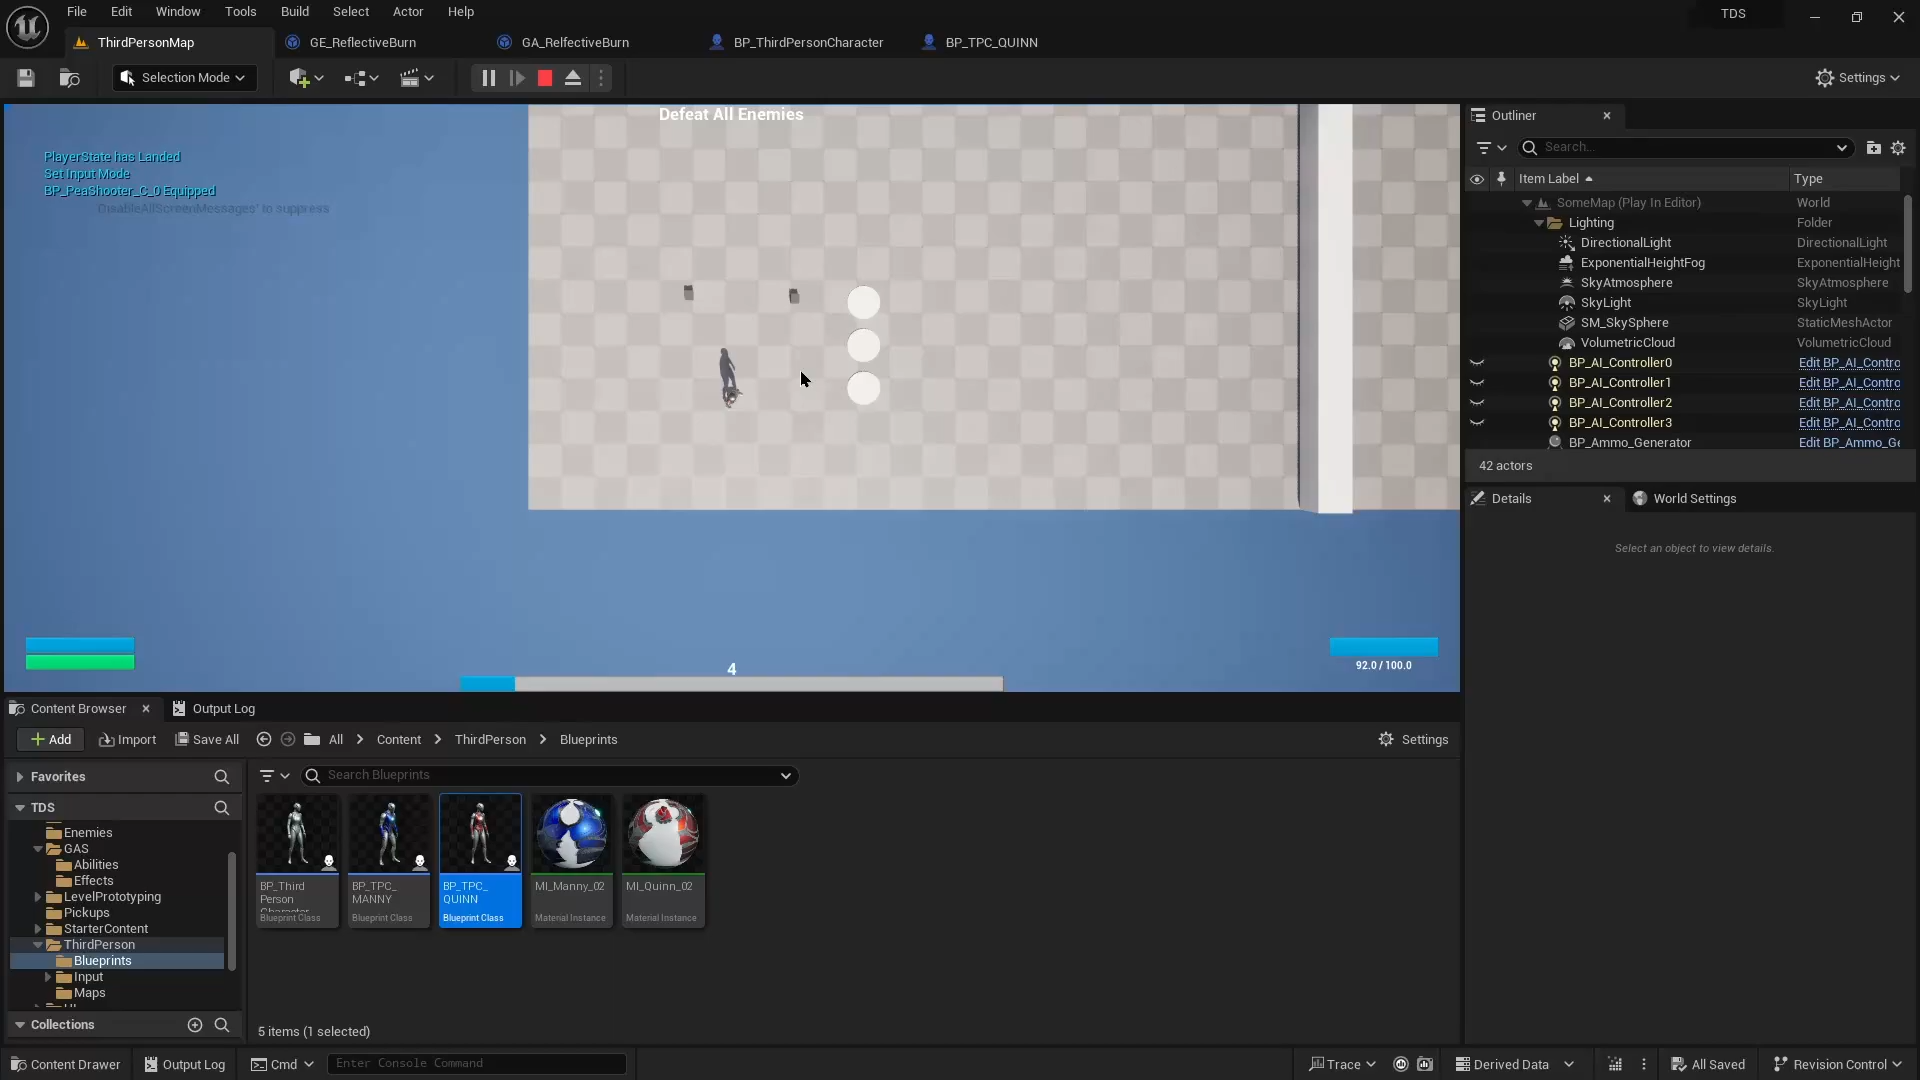 File Edit Window Tools Build Select Actor Help
TDS
ThirdPersonMap
GE_ReflectiveBurn
GA_RelfectiveBurn
BP_ThirdPersonCharacter
BP_TPC_QUINN
Selection Mode
Settings
Defeat All Enemies
PlayerState has Landed
Set Input Mode
BP_PeaShooter_C_0 Equipped
'DisableAllScreenMessages' to suppress
92.0 / 100.0
4
Outliner
Search...
Item Label
Type
SomeMap (Play In Editor) World
Lighting Folder
DirectionalLight DirectionalLight
ExponentialHeightFog ExponentialHeight
SkyAtmosphere SkyAtmosphere
SkyLight SkyLight
SM_SkySphere StaticMeshActor
VolumetricCloud VolumetricCloud
BP_AI_Controller0 Edit BP_AI_Contro
BP_AI_Controller1 Edit BP_AI_Contro
BP_AI_Controller2 Edit BP_AI_Contro
BP_AI_Controller3 Edit BP_AI_Contro
BP_Ammo_Generator Edit BP_Ammo_Ge
42 actors
Details
World Settings
Select an object to view details.
Content Browser
Output Log
Add
Import
Save All
All
Content
ThirdPerson
Blueprints
Settings
Favorites
Search Blueprints
TDS
Enemies
GAS
Abilities
Effects
LevelPrototyping
Pickups
StarterContent
ThirdPerson
Blueprints
Input
Maps
Collections
BP_Third
Person
Character
Blueprint Class
BP_TPC_
MANNY
Blueprint Class
BP_TPC_
QUINN
Blueprint Class
MI_Manny_02
Material Instance
MI_Quinn_02
Material Instance
5 items (1 selected)
Content Drawer
Output Log
Cmd
Enter Console Command
Trace
Derived Data
All Saved
Revision Control